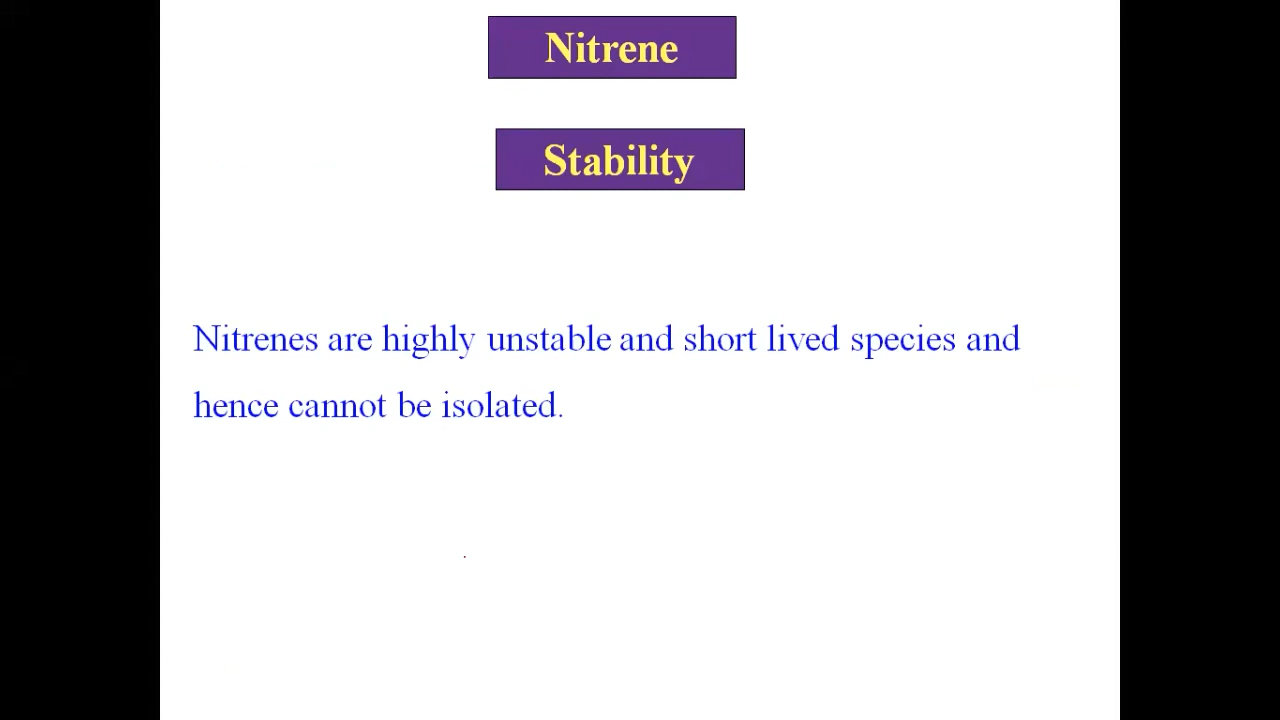 Nitrene
Stability
Nitrenes are highly unstable and short lived species and
hence cannot be isolated.